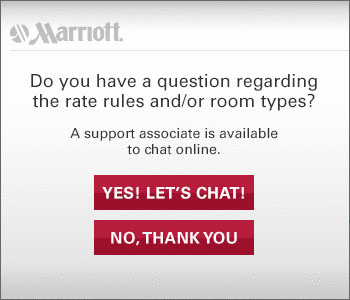 Marriott.
Do you have a question regarding
the rate rules and/or room types?
A support associate is available
to chat online.
YES! LET'S CHAT!
NO, THANK YOU